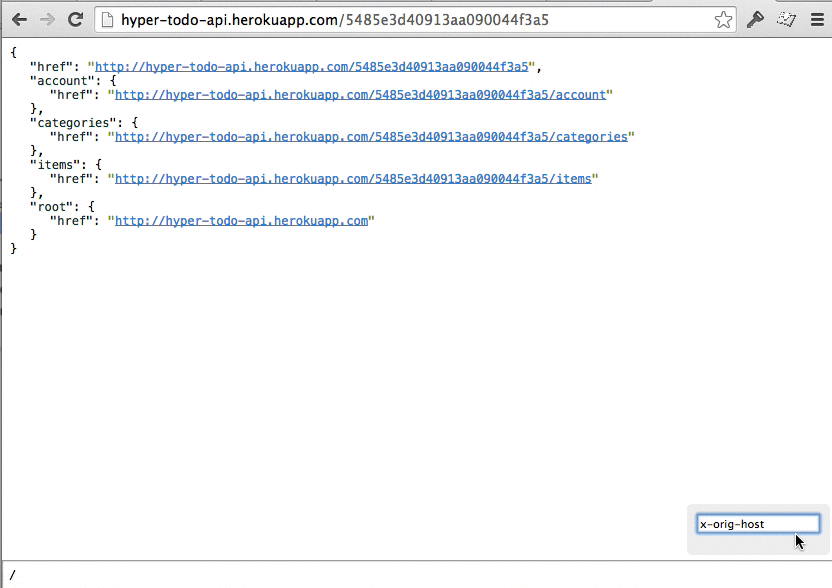 hyper-todo-api.herokuapp.com/5485e3d40913aa090044f3a5
{
"href": "http://hyper-todo-api.herokuapp.com/5485e3d40913aa090044f3a5",
"account": {
"href": "http://hyper-todo-api.herokuapp.com/5485e3d40913aa090044f3a5/account"
},
"categories": {
"href": "http://hyper-todo-api.herokuapp.com/5485e3d40913aa090044f3a5/categories"
},
"items": {
"href": "http://hyper-todo-api.herokuapp.com/5485e3d40913aa090044f3a5/items"
},
"root": {
"href": "http://hyper-todo-api.herokuapp.com"
}
}
x-orig-host
/